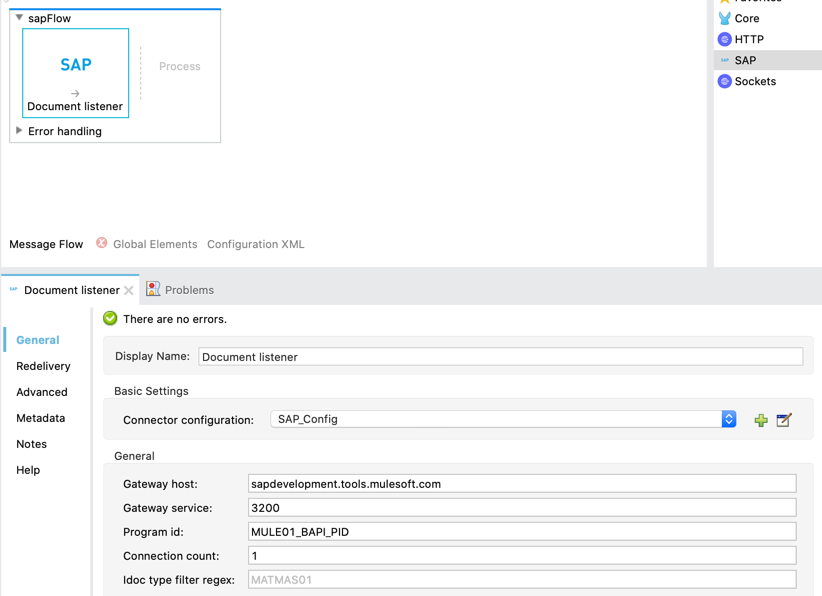 Favorites
sapFlow
Core
HTTP
SAP
Process
SAP
Sockets
Document listener
Error handling
Message Flow Global Elements Configuration XML
Document listener Problems
There are no errors.
General
Display Name: Document listener
Redelivery
Advanced
Basic Settings
Metadata
Connector configuration: SAP_Config
Notes
General
Help
Gateway host: sapdevelopment.tools.mulesoft.com
Gateway service: 3200
Program id: MULE01_BAPI_PID
Connection count: 1
Idoc type filter regex: MATMAS01